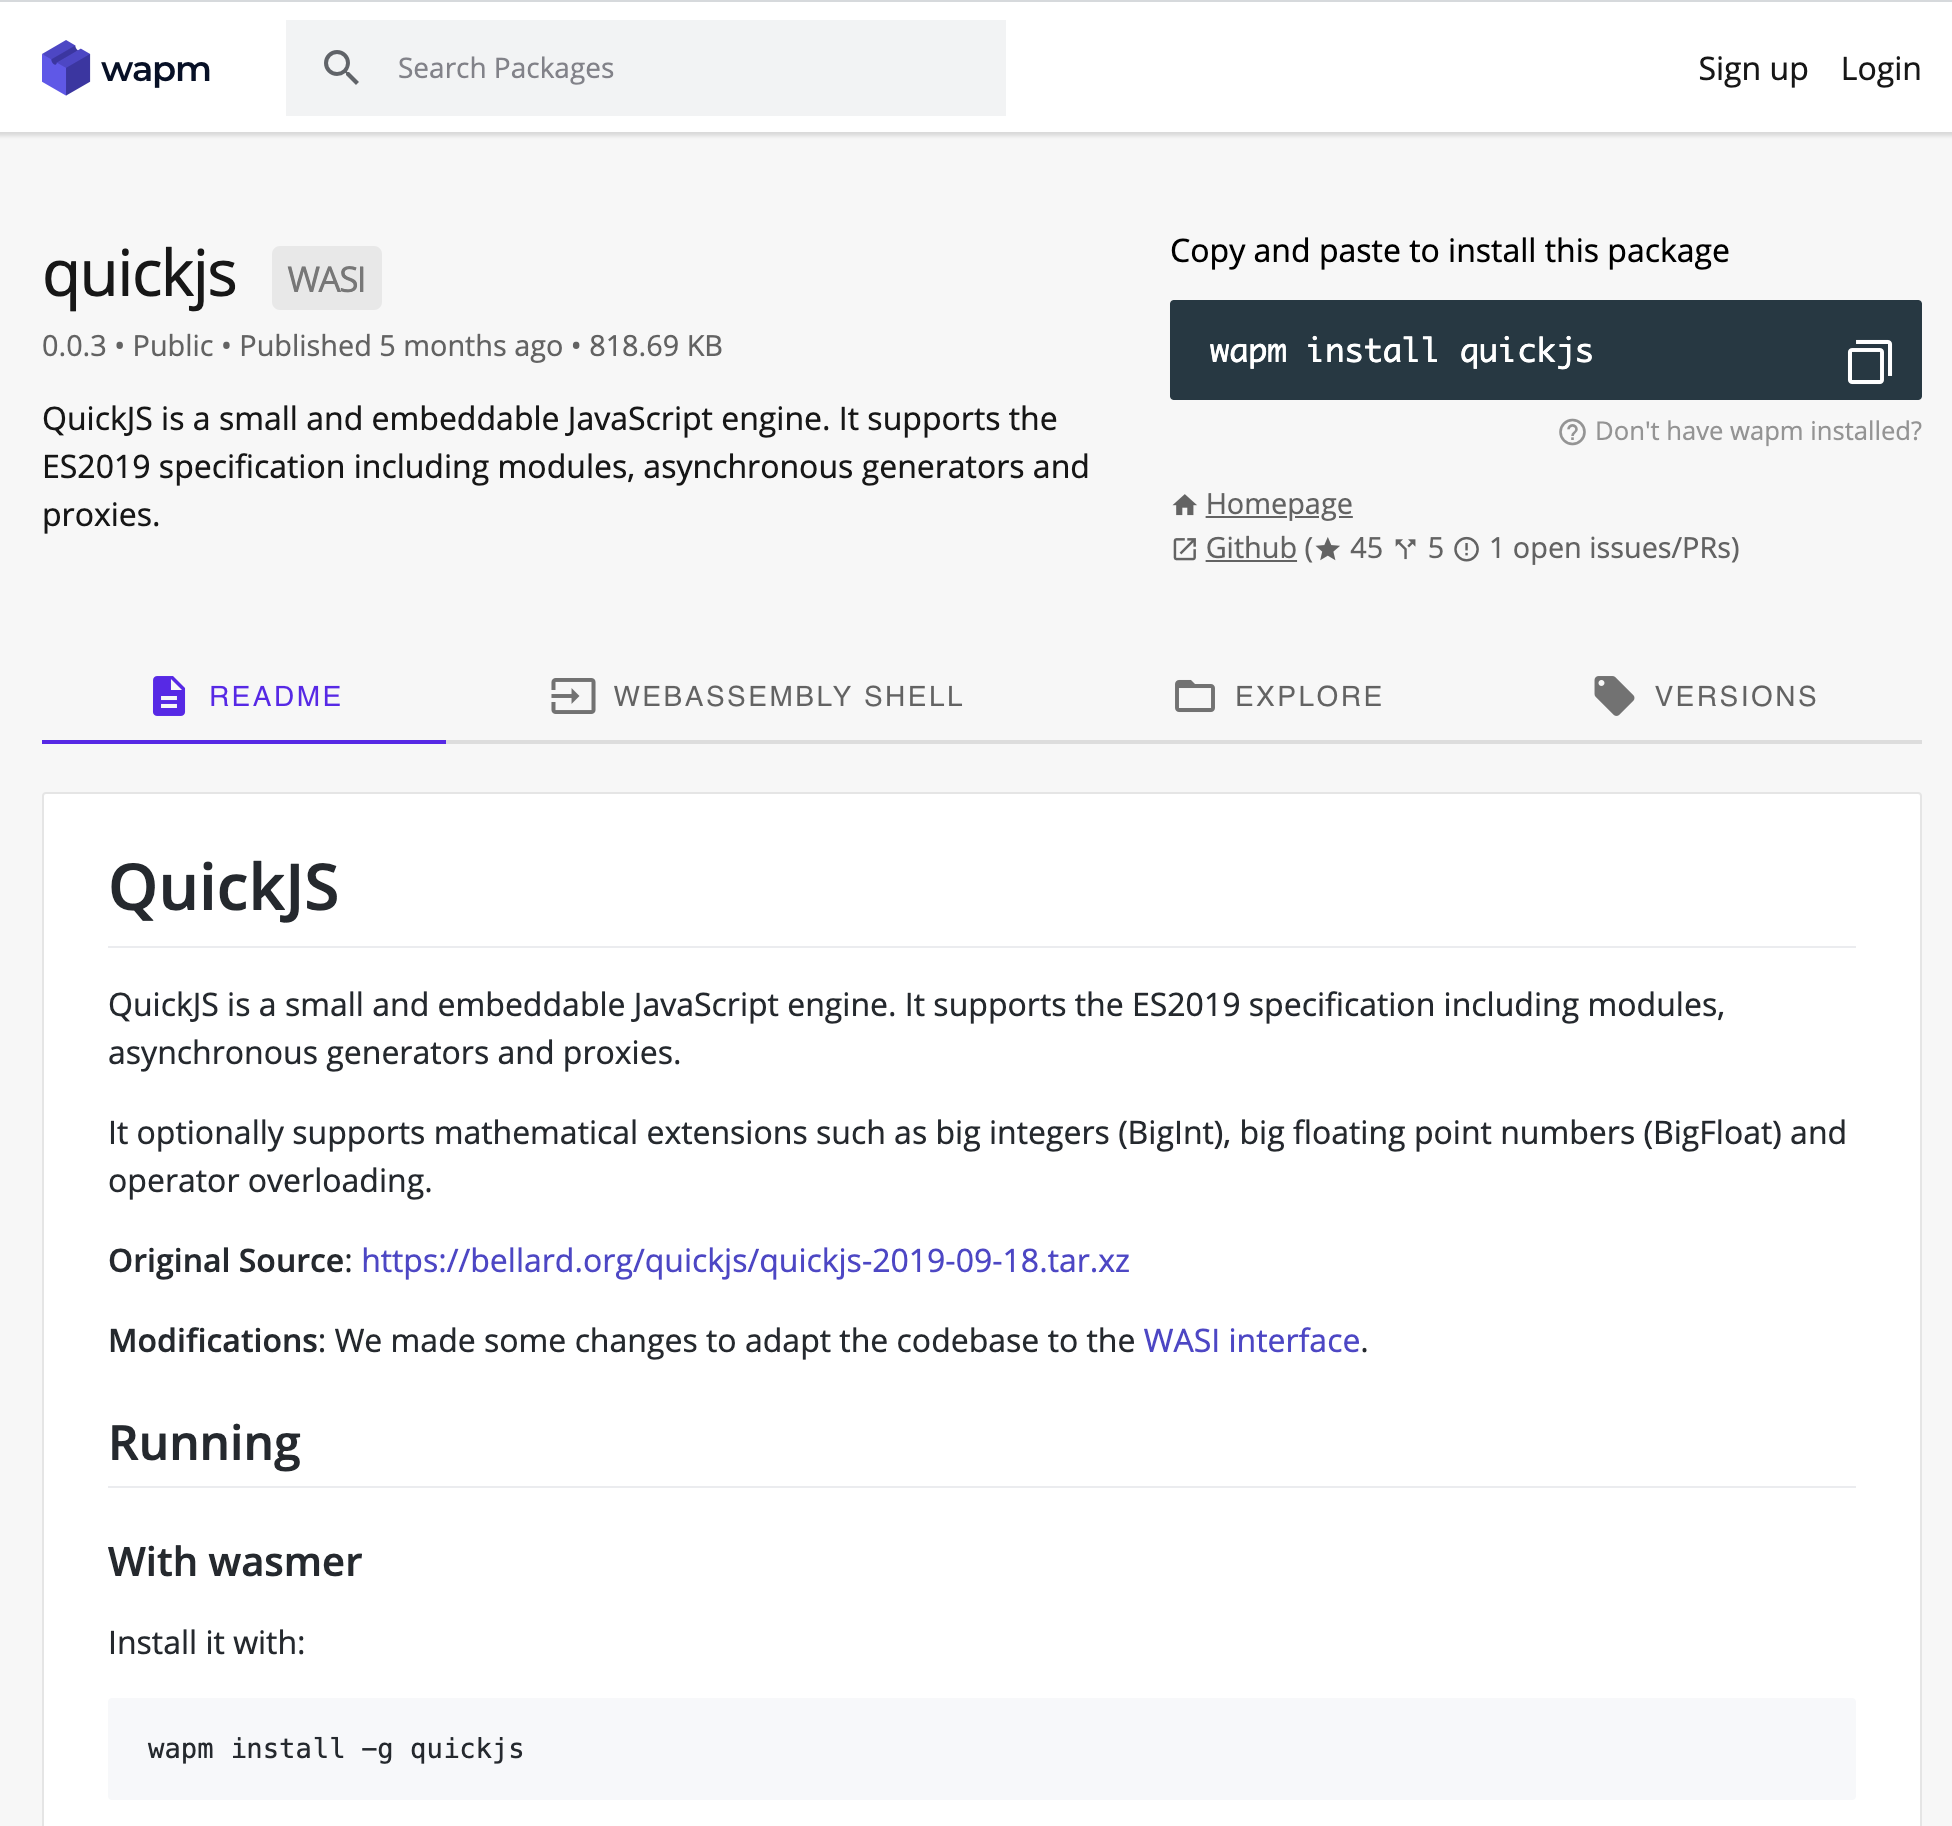 wapm
Search Packages
Sign up
Login
quickjs
WASI
0.0.3 • Public • Published 5 months ago • 818.69 KB
QuickJS is a small and embeddable JavaScript engine. It supports the
ES2019 specification including modules, asynchronous generators and
proxies.
Copy and paste to install this package
wapm install quickjs
Don't have wapm installed?
Homepage
Github (★ 45 5 1 open issues/PRs)
README
WEBASSEMBLY SHELL
EXPLORE
VERSIONS
QuickJS
QuickJS is a small and embeddable JavaScript engine. It supports the ES2019 specification including modules,
asynchronous generators and proxies.
It optionally supports mathematical extensions such as big integers (BigInt), big floating point numbers (BigFloat) and
operator overloading.
Original Source: https://bellard.org/quickjs/quickjs-2019-09-18.tar.xz
Modifications: We made some changes to adapt the codebase to the WASI interface.
Running
With wasmer
Install it with:
wapm install -g quickjs